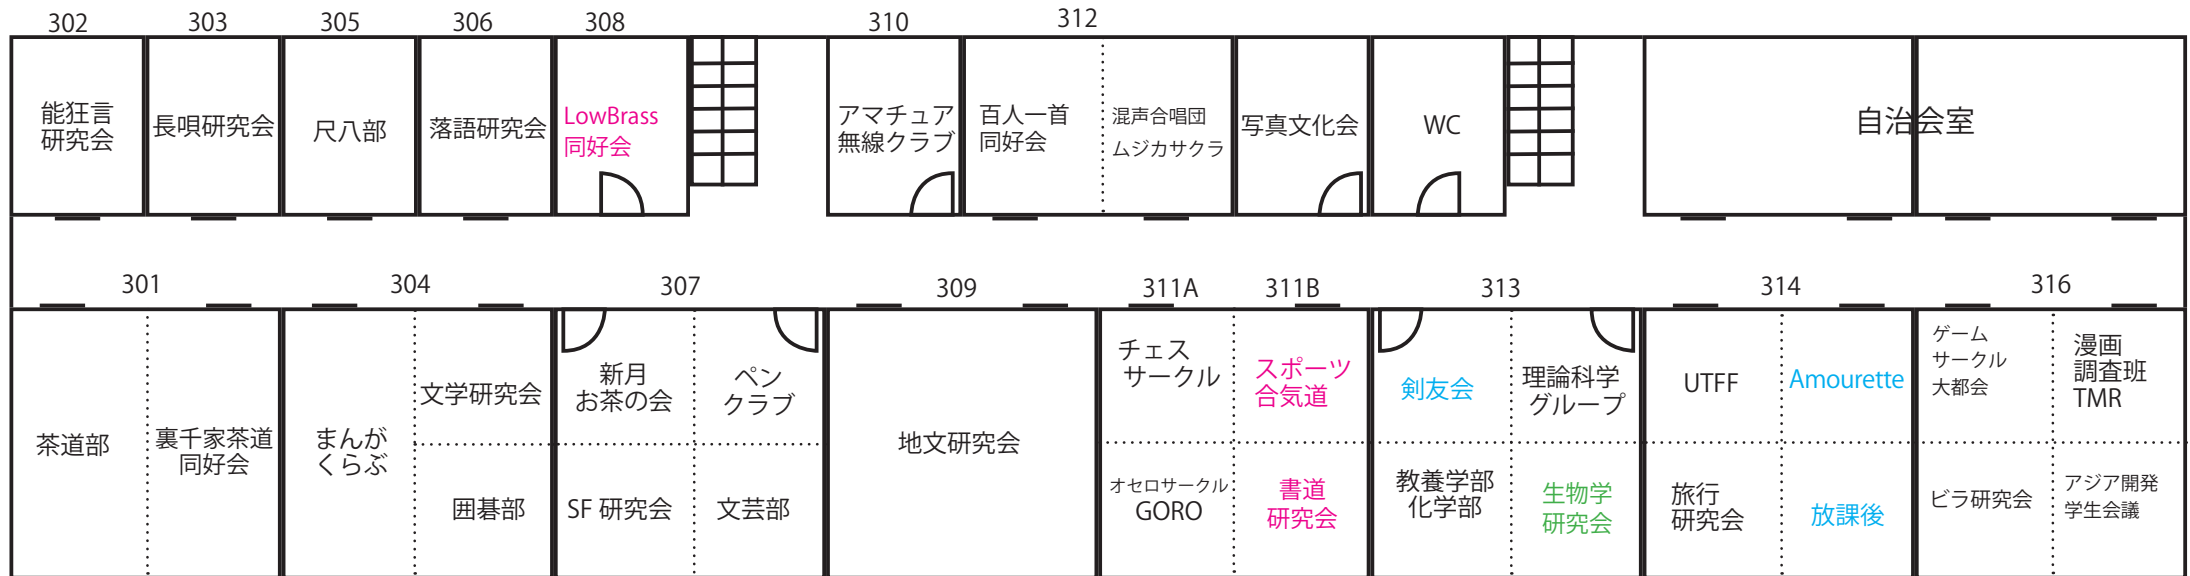 302
303
305
306
308
310
312
能狂言
研究会
長唄研究会
尺八部
落語研究会
LowBrass
同好会
アマチュア
無線クラブ
百人一首
同好会
混声合唱団
ムジカサクラ
写真文化会
WC
自治会室
301
304
307
309
311A
311B
313
314
316
茶道部
裏千家茶道
同好会
まんが
くらぶ
文学研究会
囲碁部
新月
お茶の会
ペン
クラブ
SF 研究会
文芸部
地文研究会
チェス
サークル
スポーツ
合気道
オセロサークル
GORO
書道
研究会
剣友会
理論科学
グループ
教養学部
化学部
生物学
研究会
UTFF
Amourette
旅行
研究会
放課後
ゲーム
サークル
大都会
漫画
調査班
TMR
ビラ研究会
アジア開発
学生会議